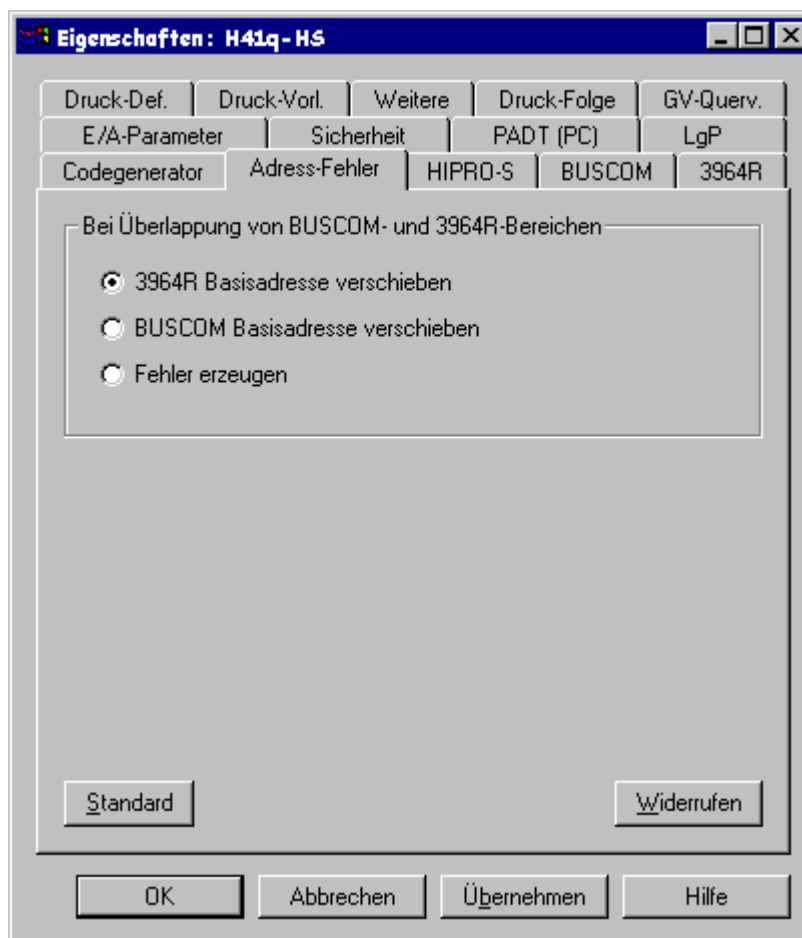 Eigenschaften: H41q-HS
Druck-Def. Druck-Vorl. Weitere Druck-Folge GV-Querv.
E/A-Parameter Sicherheit PADT (PC) LgP
Codegenerator Adress-Fehler HIPRO-S BUSCOM 3964R
Bei Überlappung von BUSCOM- und 3964R-Bereichen
3964R Basisadresse verschieben
BUSCOM Basisadresse verschieben
Fehler erzeugen
Standard Widerrufen
OK Abbrechen Übernehmen Hilfe